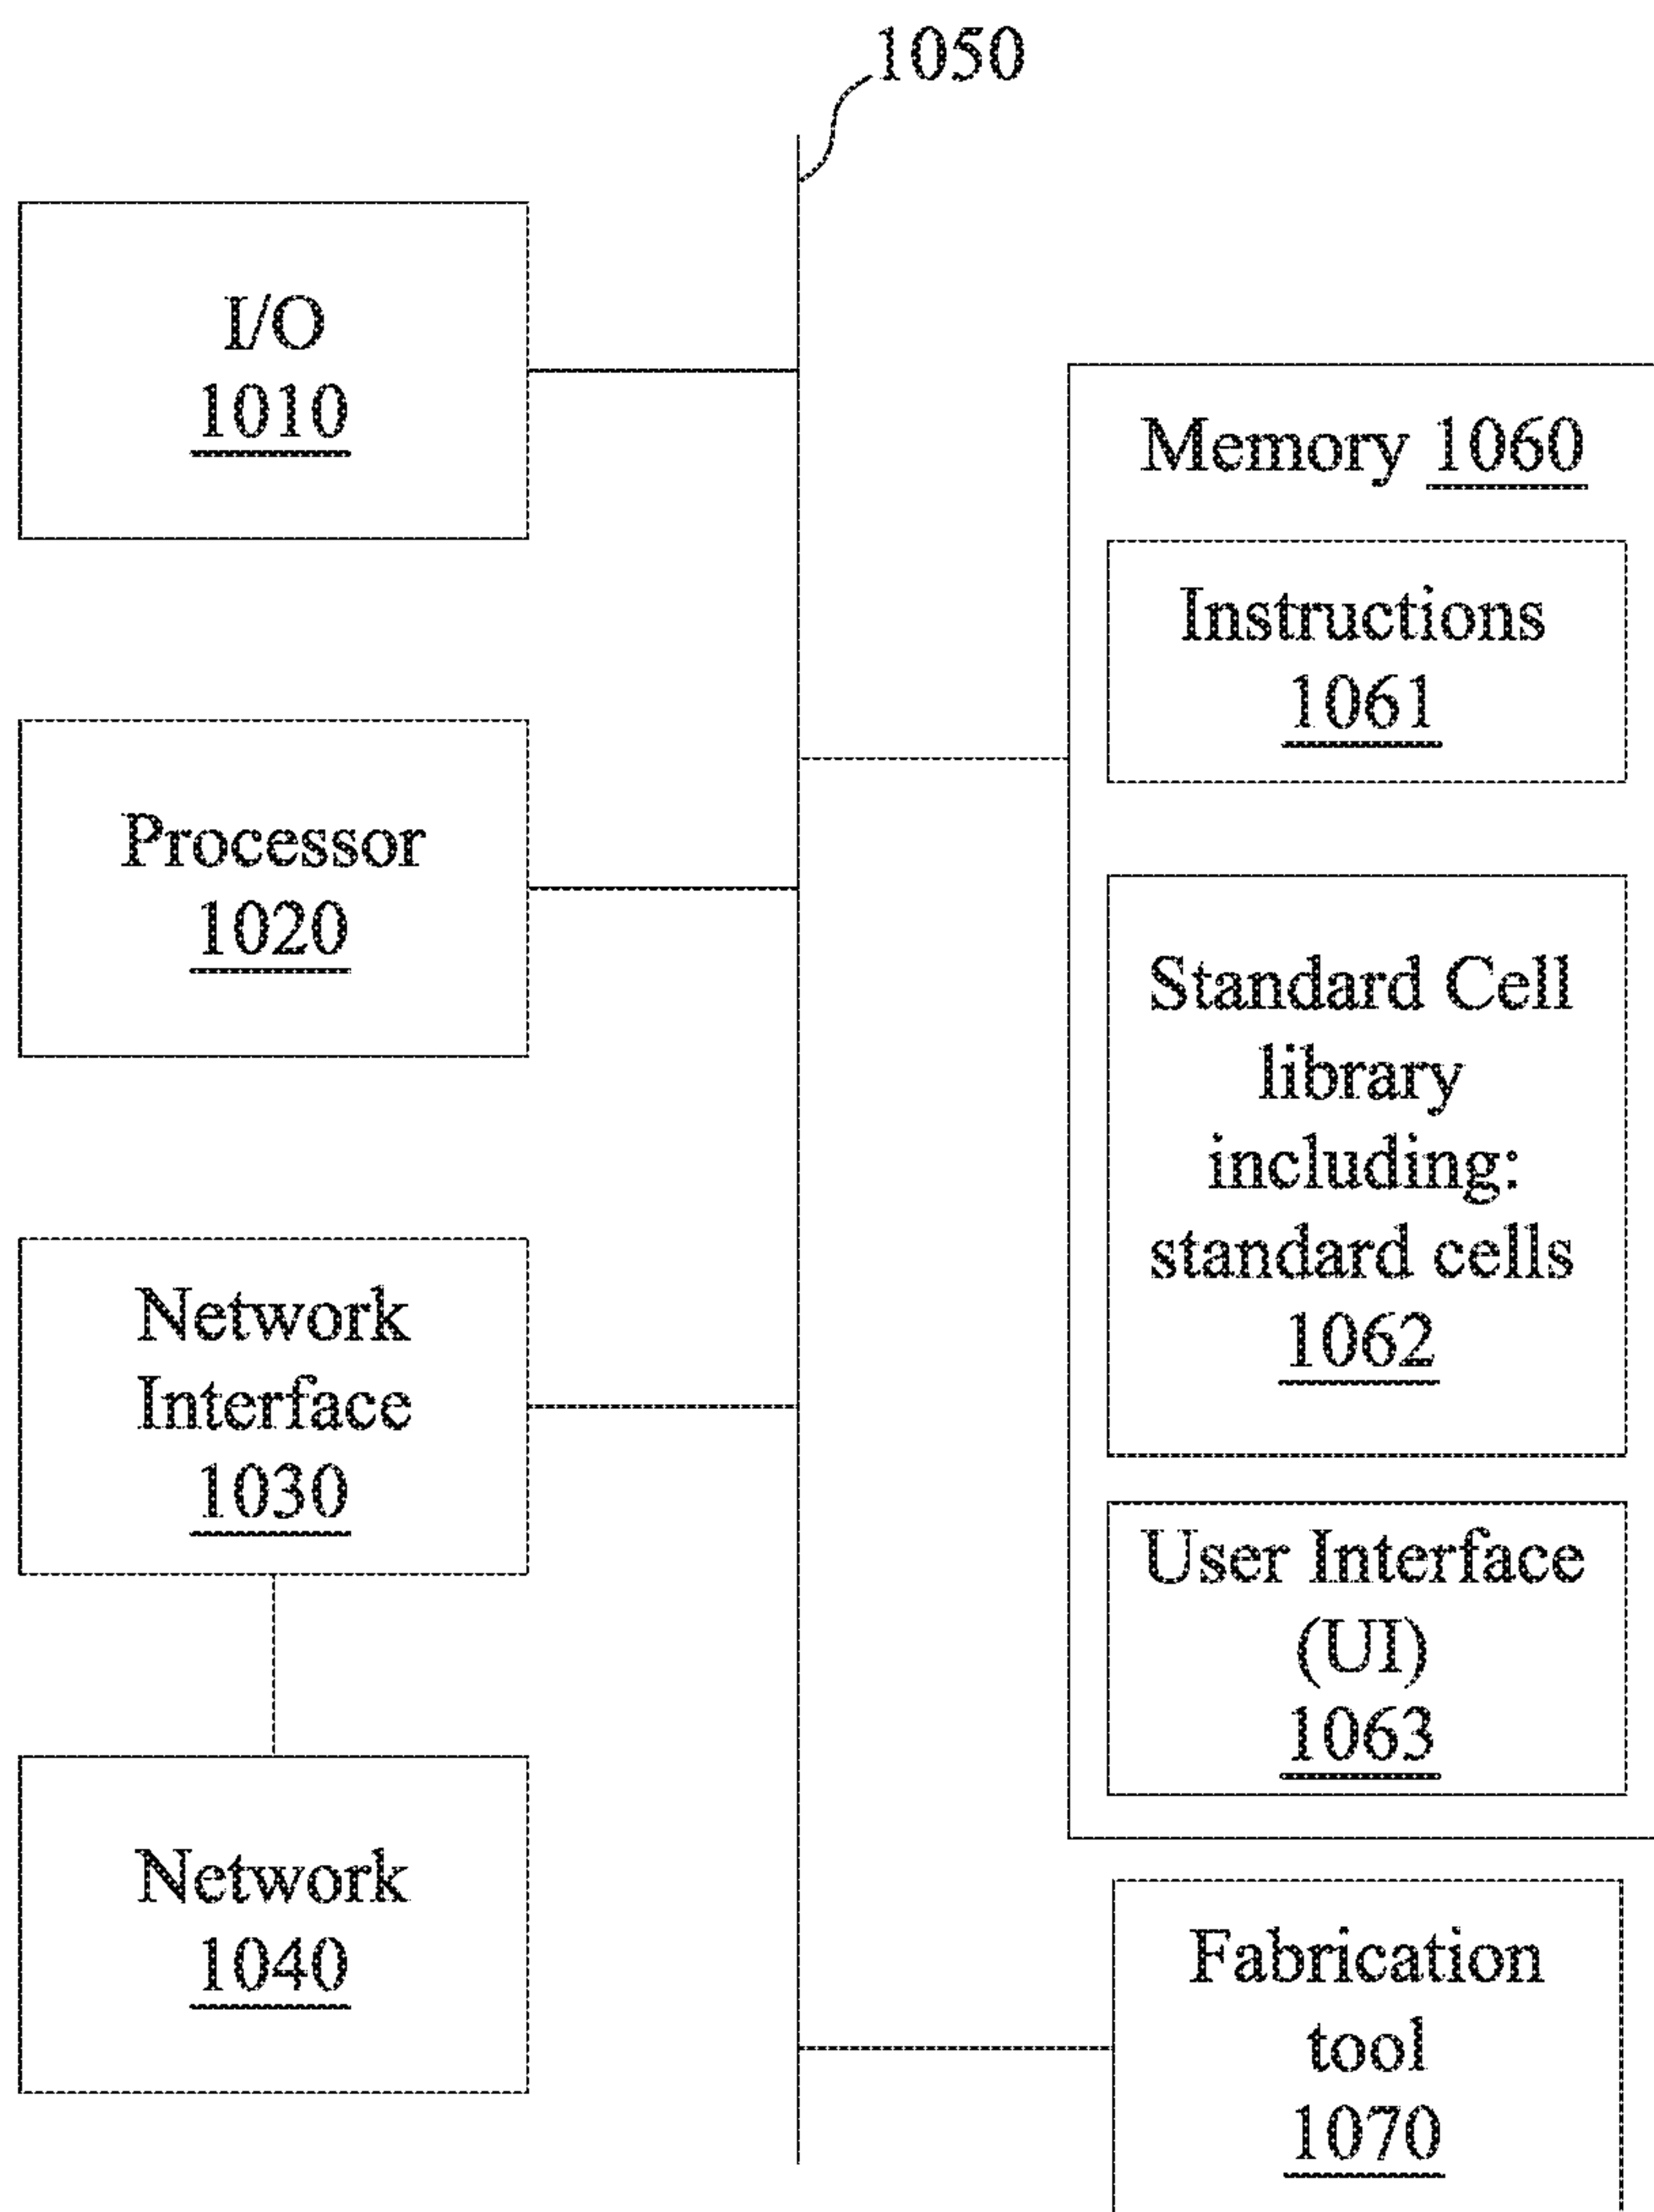 1050
I/O
1010
Processor
1020
Network
Interface
1030
Network
1040
Memory 1060
Instructions
1061
Standard Cell
library
including:
standard cells
1062
User Interface
(UI)
1063
Fabrication
tool
1070